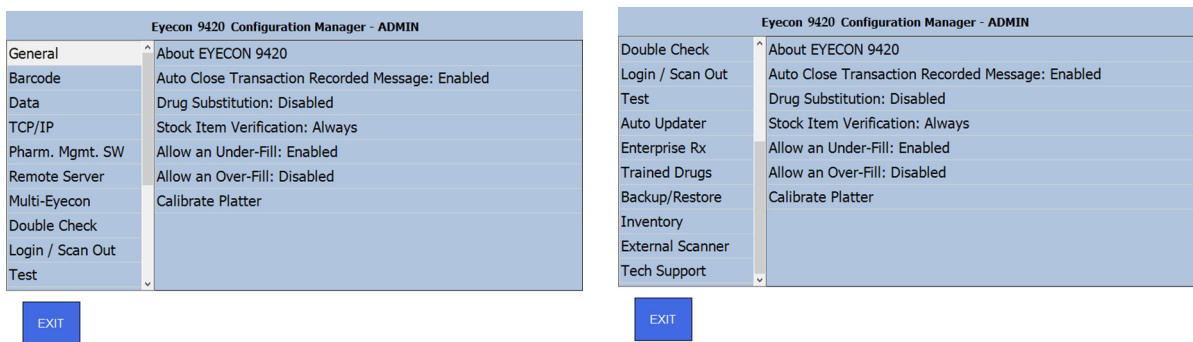 Eyecon 9420 Configuration Manager - ADMIN
General
Barcode
Data
TCP/IP
Pharm. Mgmt. SW
Remote Server
Multi-Eyecon
Double Check
Login / Scan Out
Test
About EYECON 9420
Auto Close Transaction Recorded Message: Enabled
Drug Substitution: Disabled
Stock Item Verification: Always
Allow an Under-Fill: Enabled
Allow an Over-Fill: Disabled
Calibrate Platter
EXIT
Eyecon 9420 Configuration Manager - ADMIN
Double Check
Login / Scan Out
Test
Auto Updater
Enterprise Rx
Trained Drugs
Backup/Restore
Inventory
External Scanner
Tech Support
About EYECON 9420
Auto Close Transaction Recorded Message: Enabled
Drug Substitution: Disabled
Stock Item Verification: Always
Allow an Under-Fill: Enabled
Allow an Over-Fill: Disabled
Calibrate Platter
EXIT